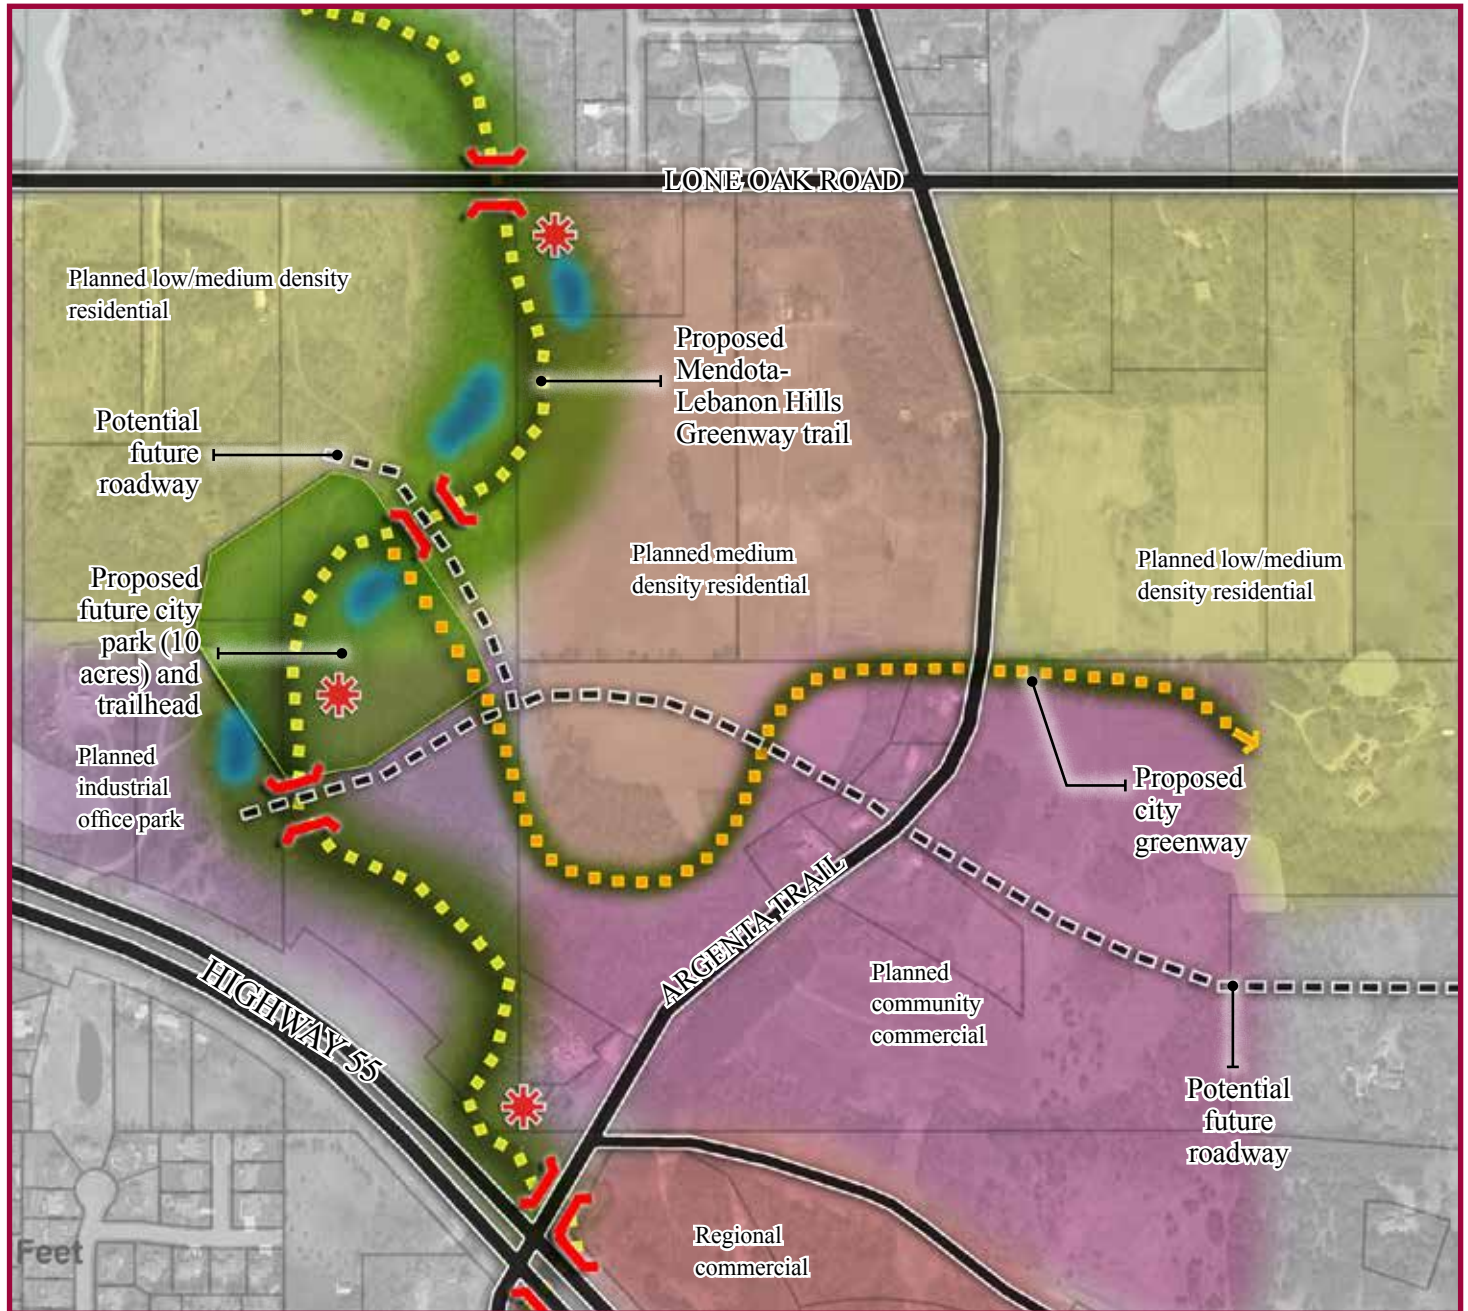 LONE OAK ROAD
Planned low/medium density
residential
Proposed
Mendota-
Lebanon Hills
Greenway trail
Potential
future
roadway
Planned medium
density residential
Planned low/medium
density residential
Proposed
future city
park (10
acres) and
trailhead
Planned
industrial
office park
Proposed
city
greenway
ARGENTA TRAIL
HIGHWAY 55
Planned
community
commercial
Potential
future
roadway
Regional
commercial
Feet